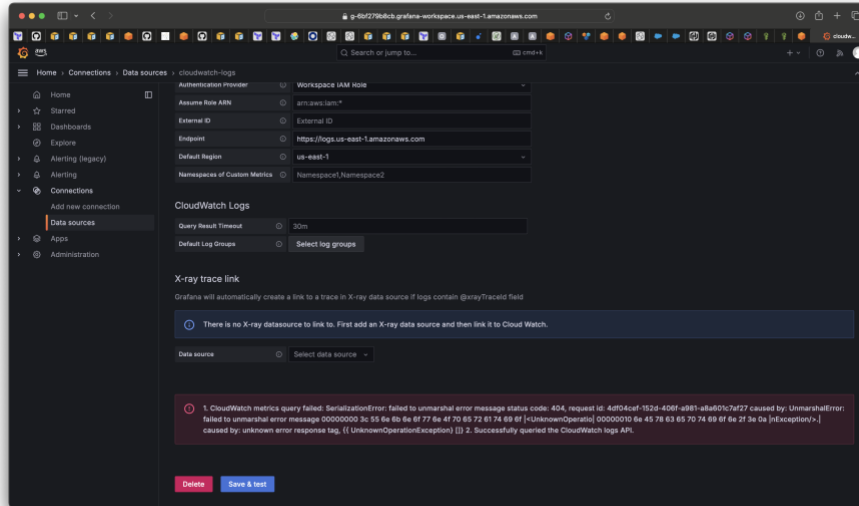 g-6bf279b8cb.grafana-workspace.us-east-1.amazonaws.com
cloudw...
aws
Search or jump to...
cmd+k
Home › Connections › Data sources › cloudwatch-logs
Home
Starred
Dashboards
Explore
Alerting (legacy)
Alerting
Connections
Add new connection
Data sources
Apps
Administration
Authentication Provider
Workspace IAM Role
Assume Role ARN
arn:aws:iam:*
External ID
External ID
Endpoint
https://logs.us-east-1.amazonaws.com
Default Region
us-east-1
Namespaces of Custom Metrics
Namespace1,Namespace2
CloudWatch Logs
Query Result Timeout
30m
Default Log Groups
Select log groups
X-ray trace link
Grafana will automatically create a link to a trace in X-ray data source if logs contain @xrayTraceId field
There is no X-ray datasource to link to. First add an X-ray data source and then link it to Cloud Watch.
Data source
Select data source
1. CloudWatch metrics query failed: SerializationError: failed to unmarshal error message status code: 404, request id: 4df04cef-152d-406f-a981-a8a601c7af27 caused by: UnmarshalError:
failed to unmarshal error message 00000000 3c 55 6e 6b 6e 6f 77 6e 4f 70 65 72 61 74 69 6f |<UnknownOperatio| 00000010 6e 45 78 63 65 70 74 69 6f 6e 2f 3e 0a |nException/>.|
caused by: unknown error response tag, {{ UnknownOperationException} []} 2. Successfully queried the CloudWatch logs API.
Delete
Save & test